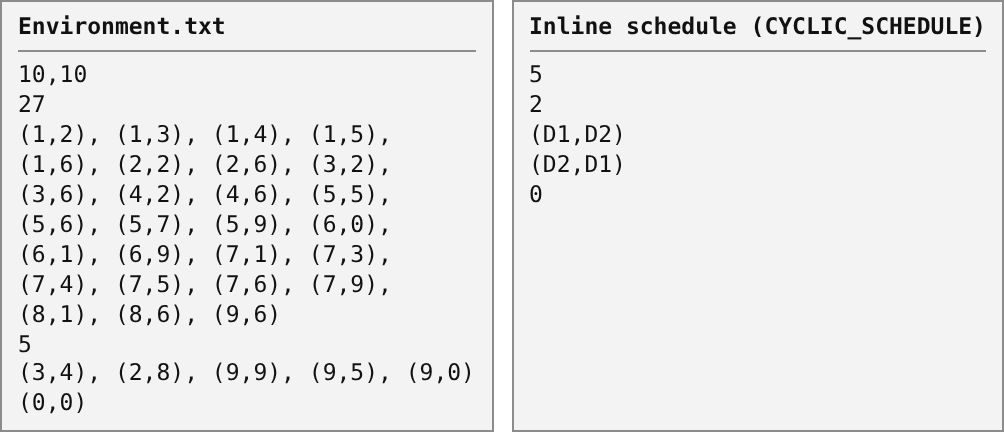 Environment.txt
10,10
27
(1,2), (1,3), (1,4), (1,5),
(1,6), (2,2), (2,6), (3,2),
(3,6), (4,2), (4,6), (5,5),
(5,6), (5,7), (5,9), (6,0),
(6,1), (6,9), (7,1), (7,3),
(7,4), (7,5), (7,6), (7,9),
(8,1), (8,6), (9,6)
5
(3,4), (2,8), (9,9), (9,5), (9,0)
(0,0)
Inline schedule (CYCLIC_SCHEDULE)
5
2
(D1,D2)
(D2,D1)
0